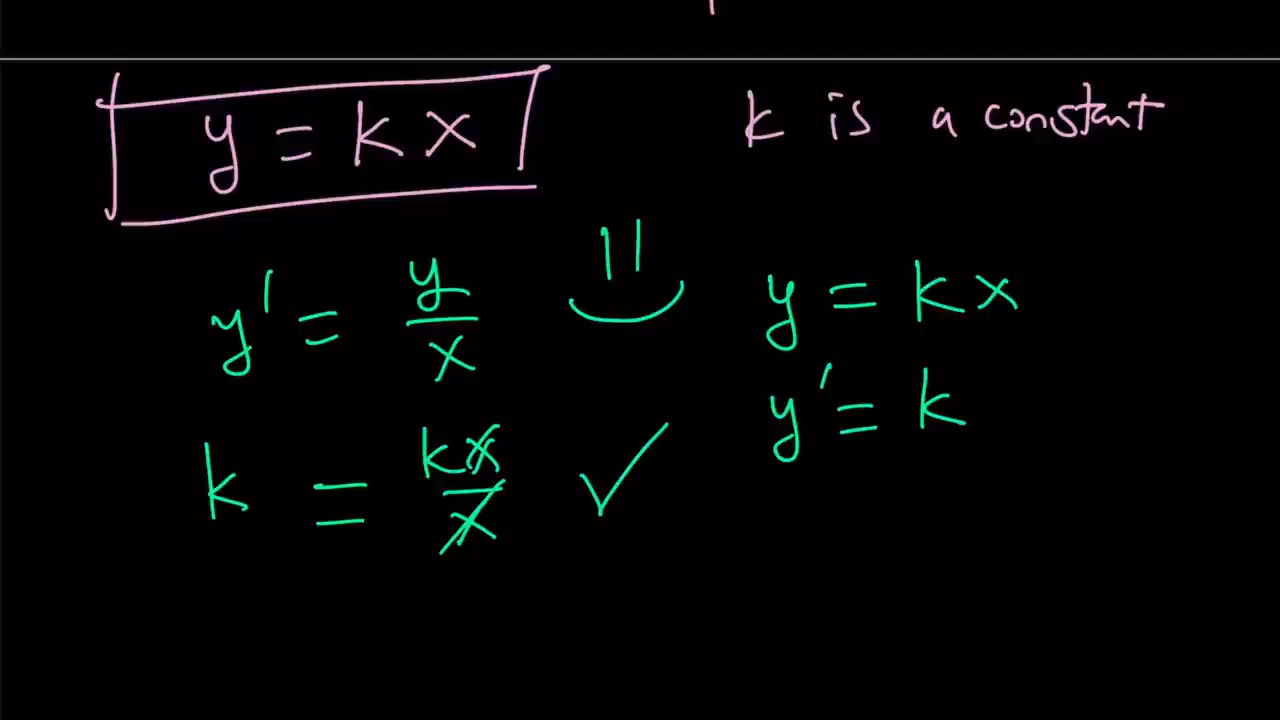 y = kx k is a constant
y' = y/x y = kx
y' = k
k = kx/x ✓